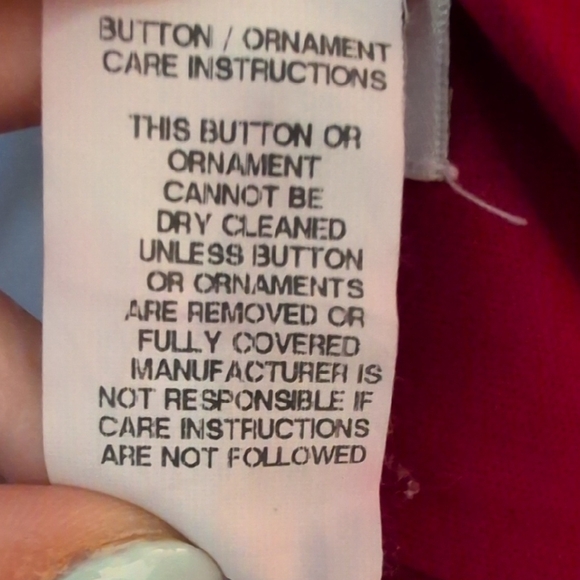 BUTTON / ORNAMENT
CARE INSTRUCTIONS
THIS BUTTON OR
ORNAMENT
CANNOT BE
DRY CLEANED
UNLESS BUTTON
OR ORNAMENTS
ARE REMOVED OR
FULLY COVERED
MANUFACTURER IS
NOT RESPONSIBLE IF
CARE INSTRUCTIONS
ARE NOT FOLLOWED